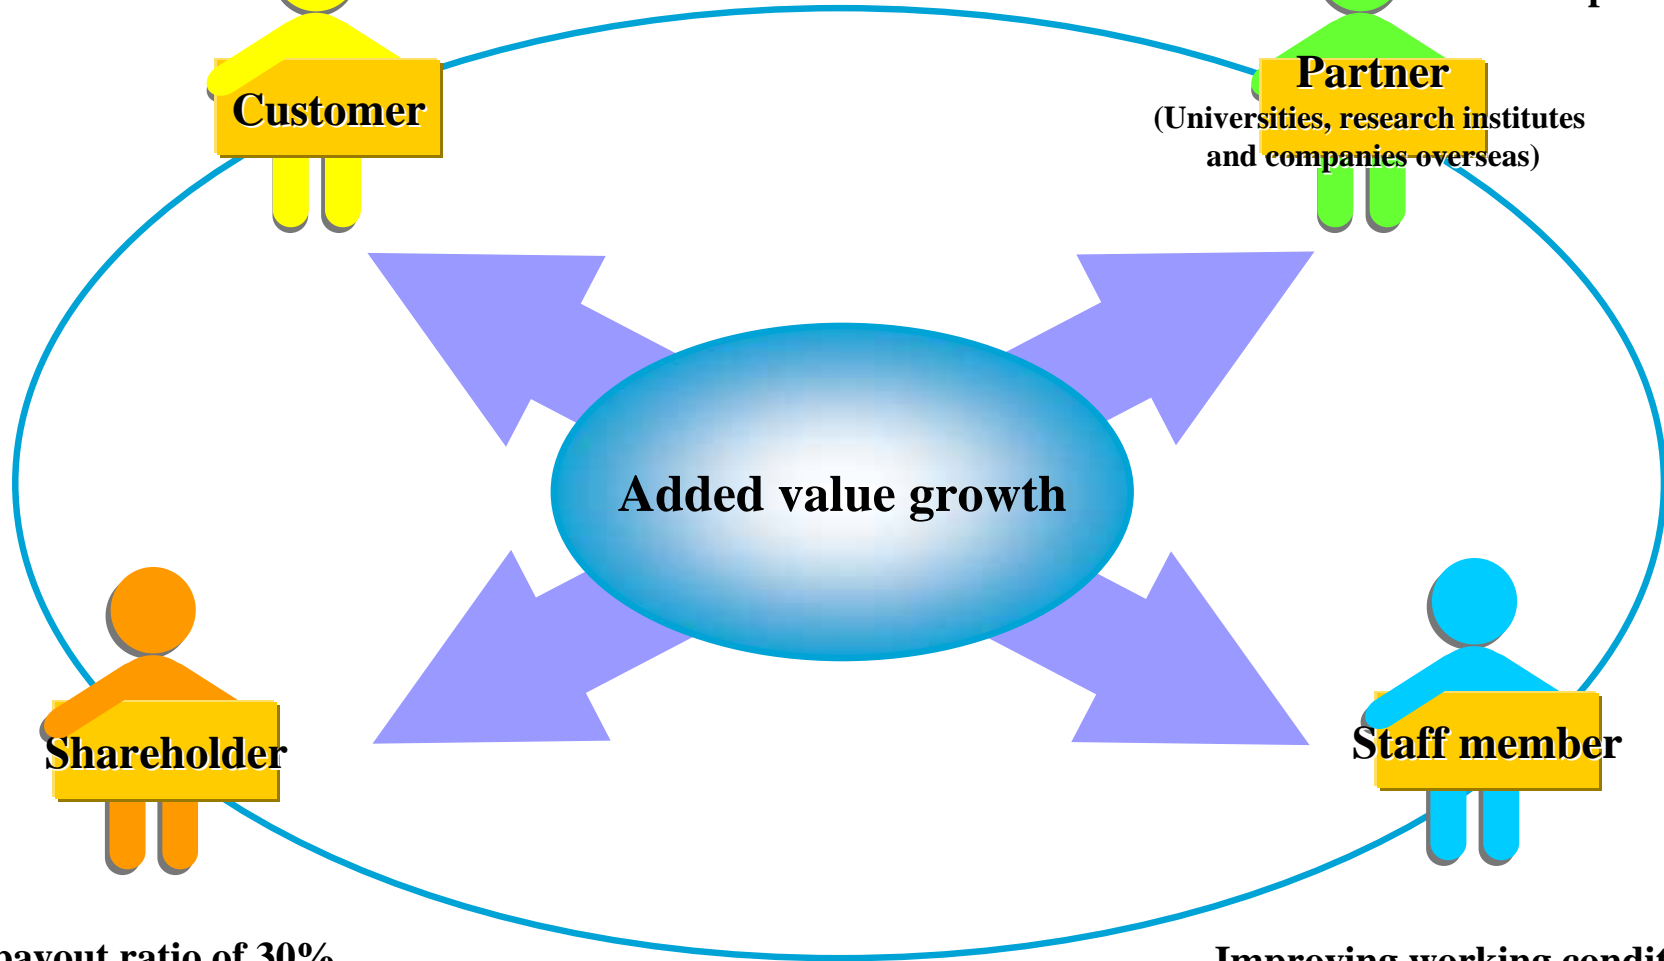 Customer
Partner
(Universities, research institutes
and companies overseas)
Added value growth
Shareholder
Staff member
payout ratio of 30%
Improving working